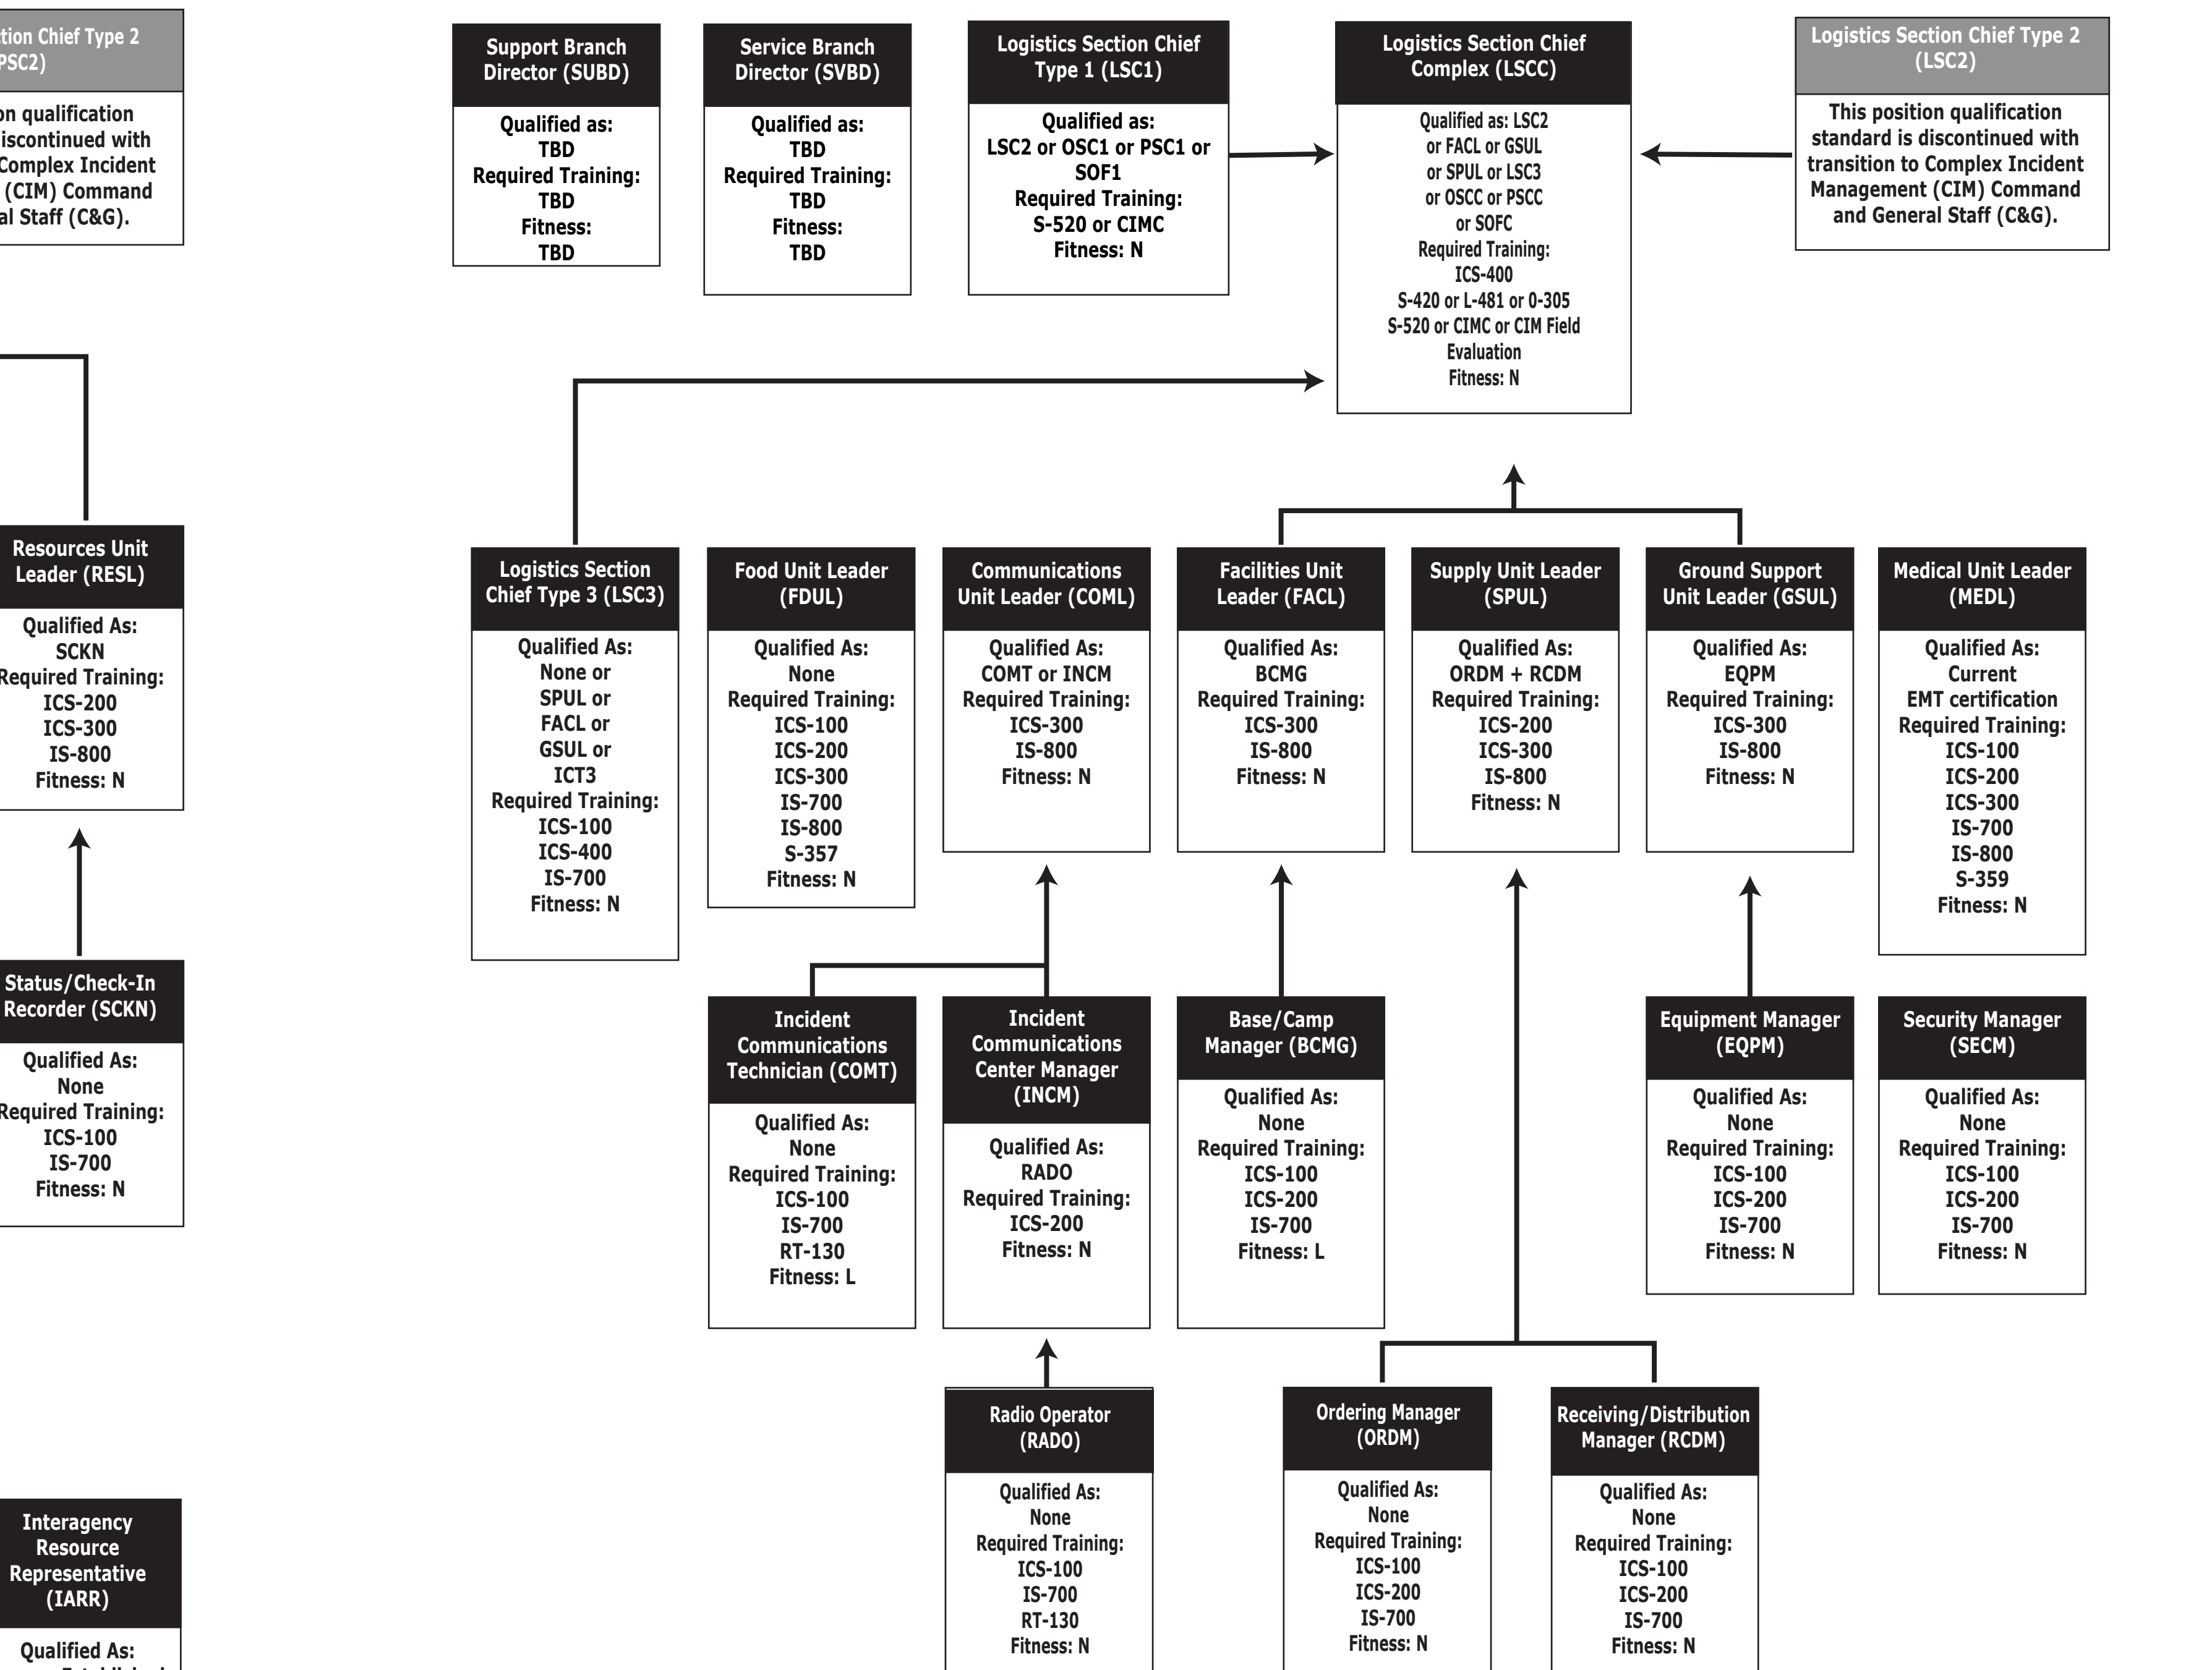 tion Chief Type 2
PSC2)
on qualification
iscontinued with
Complex Incident
(CIM) Command
al Staff (C&G).
Support Branch
Director (SUBD)
Qualified as:
TBD
Required Training:
TBD
Fitness:
TBD
Service Branch
Director (SVBD)
Qualified as:
TBD
Required Training:
TBD
Fitness:
TBD
Logistics Section Chief
Type 1 (LSC1)
Qualified as:
LSC2 or OSC1 or PSC1 or
SOF1
Required Training:
S-520 or CIMC
Fitness: N
Logistics Section Chief
Complex (LSCC)
Qualified as: LSC2
or FACL or GSUL
or SPUL or LSC3
or OSCC or PSCC
or SOFC
Required Training:
ICS-400
S-420 or L-481 or 0-305
S-520 or CIMC or CIM Field
Evaluation
Fitness: N
Logistics Section Chief Type 2
(LSC2)
This position qualification
standard is discontinued with
transition to Complex Incident
Management (CIM) Command
and General Staff (C&G).
Resources Unit
Leader (RESL)
Qualified As:
SCKN
Required Training:
ICS-200
ICS-300
IS-800
Fitness: N
Logistics Section
Chief Type 3 (LSC3)
Qualified As:
None or
SPUL or
FACL or
GSUL or
ICT3
Required Training:
ICS-100
ICS-400
IS-700
Fitness: N
Food Unit Leader
(FDUL)
Qualified As:
None
Required Training:
ICS-100
ICS-200
ICS-300
IS-700
IS-800
S-357
Fitness: N
Communications
Unit Leader (COML)
Qualified As:
COMT or INCM
Required Training:
ICS-300
IS-800
Fitness: N
Facilities Unit
Leader (FACL)
Qualified As:
BCMG
Required Training:
ICS-300
IS-800
Fitness: N
Supply Unit Leader
(SPUL)
Qualified As:
ORDM + RCDM
Required Training:
ICS-200
ICS-300
IS-800
Fitness: N
Ground Support
Unit Leader (GSUL)
Qualified As:
EQPM
Required Training:
ICS-300
IS-800
Fitness: N
Medical Unit Leader
(MEDL)
Qualified As:
Current
EMT certification
Required Training:
ICS-100
ICS-200
ICS-300
IS-700
IS-800
S-359
Fitness: N
Status/Check-In
Recorder (SCKN)
Qualified As:
None
Required Training:
ICS-100
IS-700
Fitness: N
Incident
Communications
Technician (COMT)
Qualified As:
None
Required Training:
ICS-100
IS-700
RT-130
Fitness: L
Incident
Communications
Center Manager
(INCM)
Qualified As:
RADO
Required Training:
ICS-200
Fitness: N
Base/Camp
Manager (BCMG)
Qualified As:
None
Required Training:
ICS-100
ICS-200
IS-700
Fitness: L
Equipment Manager
(EQPM)
Qualified As:
None
Required Training:
ICS-100
ICS-200
IS-700
Fitness: N
Security Manager
(SECM)
Qualified As:
None
Required Training:
ICS-100
ICS-200
IS-700
Fitness: N
Radio Operator
(RADO)
Qualified As:
None
Required Training:
ICS-100
IS-700
RT-130
Fitness: N
Ordering Manager
(ORDM)
Qualified As:
None
Required Training:
ICS-100
ICS-200
IS-700
Fitness: N
Receiving/Distribution
Manager (RCDM)
Qualified As:
None
Required Training:
ICS-100
ICS-200
IS-700
Fitness: N
Interagency
Resource
Representative
(IARR)
Qualified As: